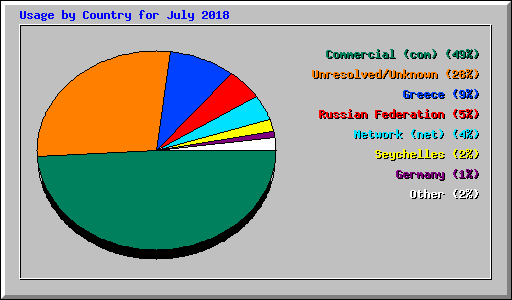 Usage by Country for July 2018
Commercial (com) (49%)
Unresolved/Unknown (28%)
Greece (9%)
Russian Federation (5%)
Network (net) (4%)
Seychelles (2%)
Germany (1%)
Other (2%)